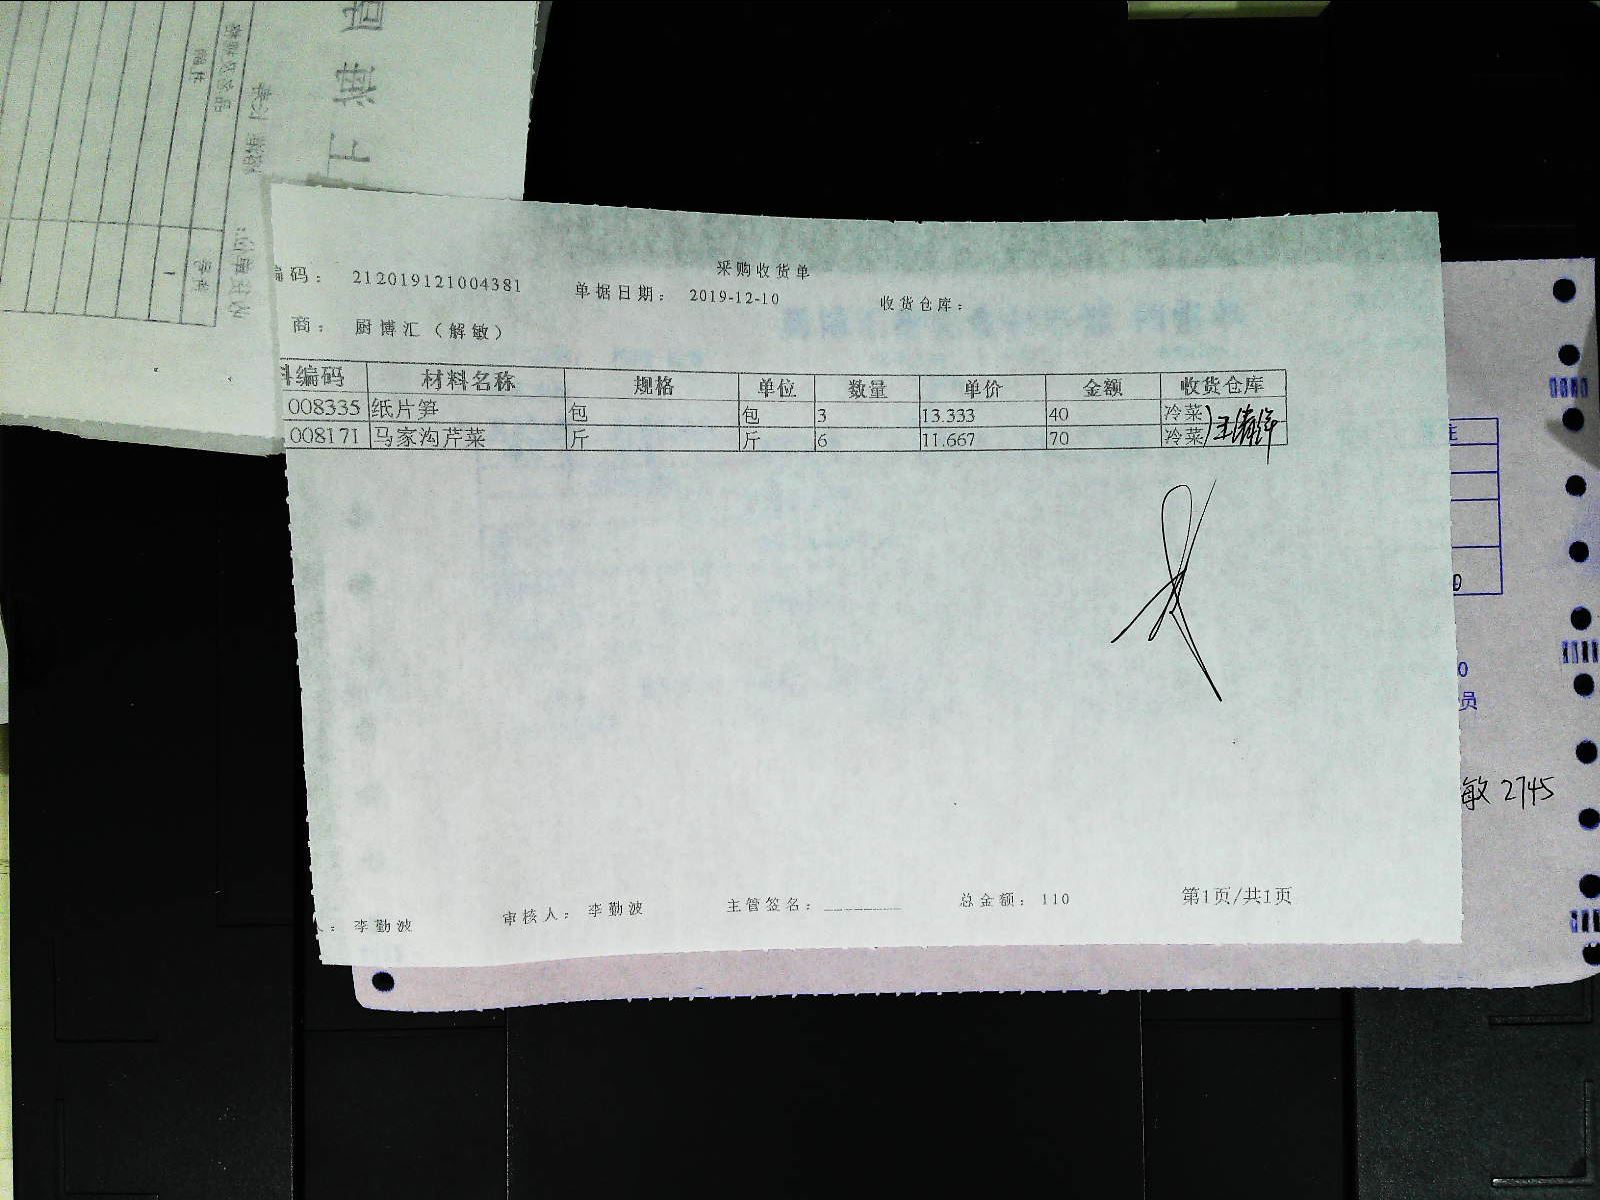 采购收货单
编码： 212019121004381 单据日期： 2019-12-10 收货仓库：
商： 厨博汇（解敏）
料编码 材料名称 规格 单位 数量 单价 金额 收货仓库
008335 纸片笋 包 包 3 13.333 40 冷菜
008171 马家沟芹菜 斤 斤 6 11.667 70 冷菜
敏 2745
员
人： 李勤波 审核人： 李勤波 主管签名： ________ 总金额： 110 第1页/共1页